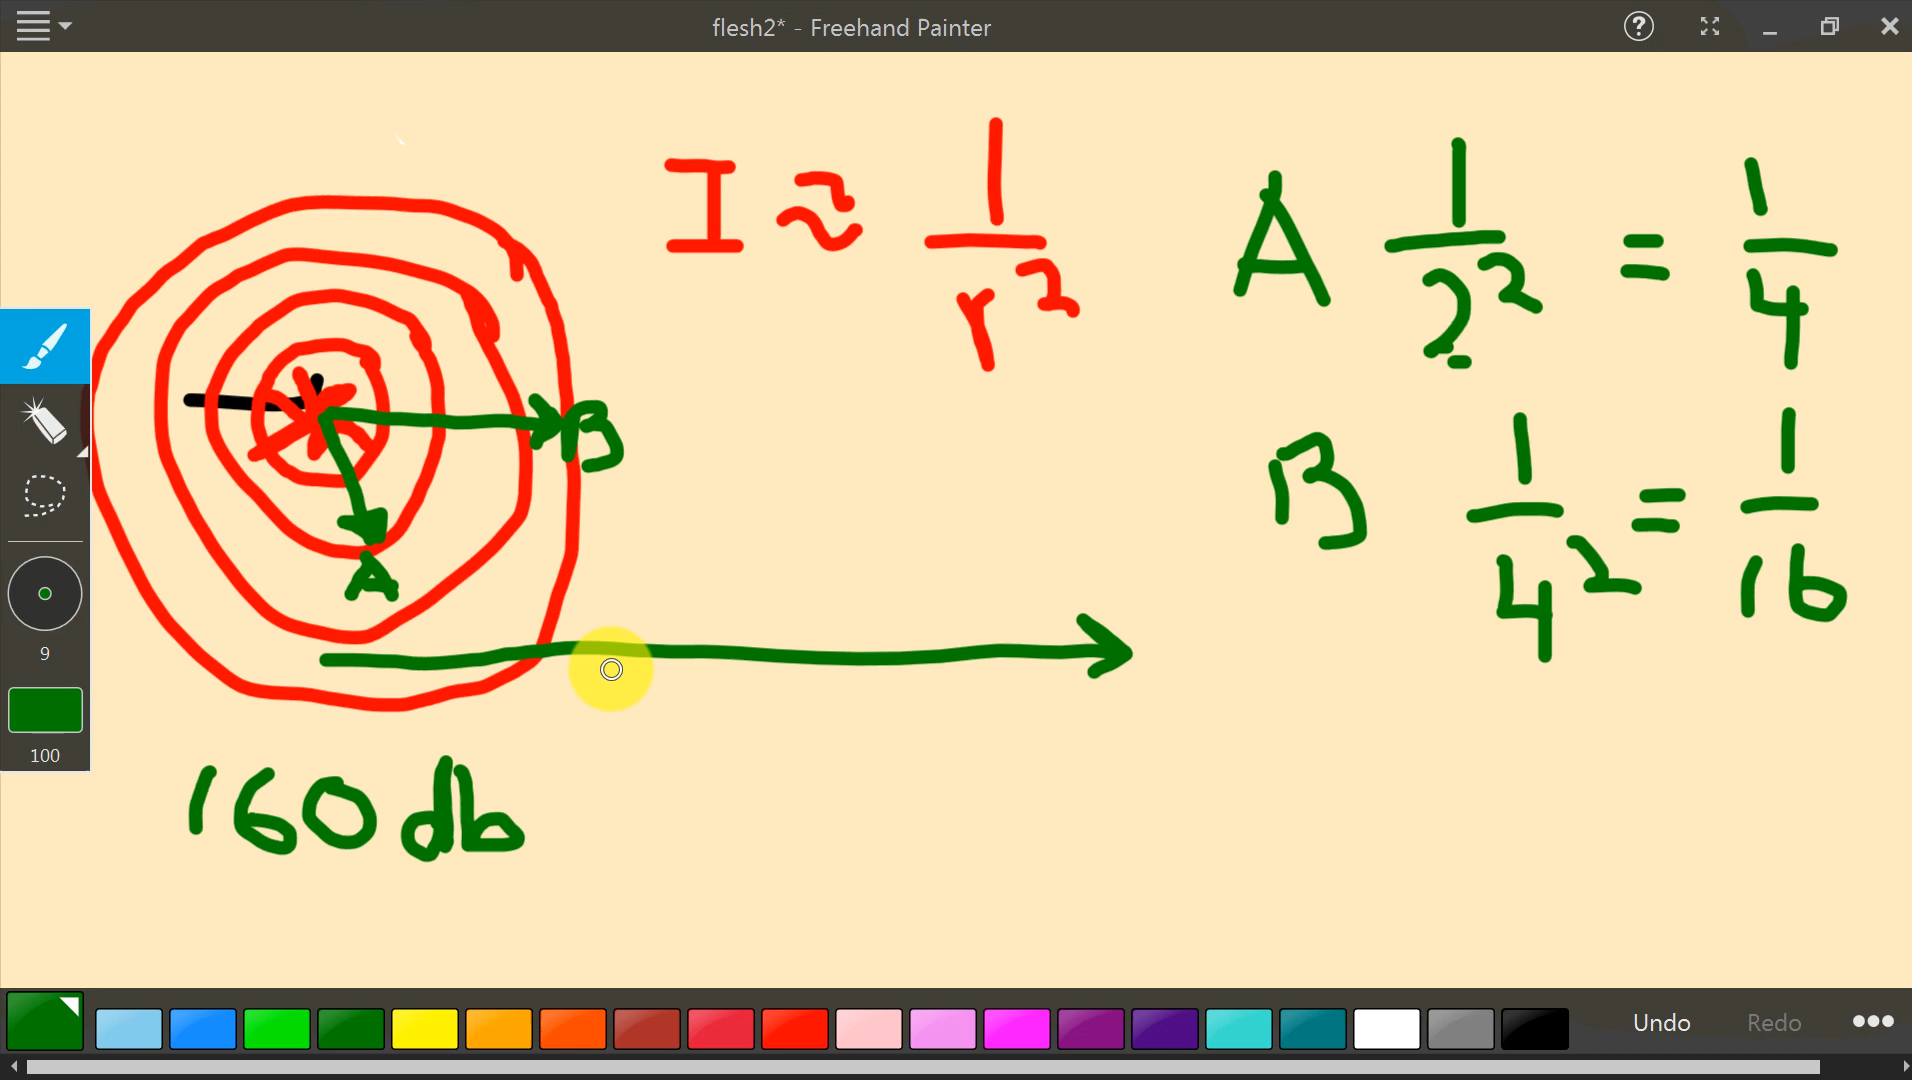 flesh2* - Freehand Painter
?
I ≈ 1/r²
A 1/2² = 1/4
B 1/4² = 1/16
B
A
9
100
160 db
Undo
Redo